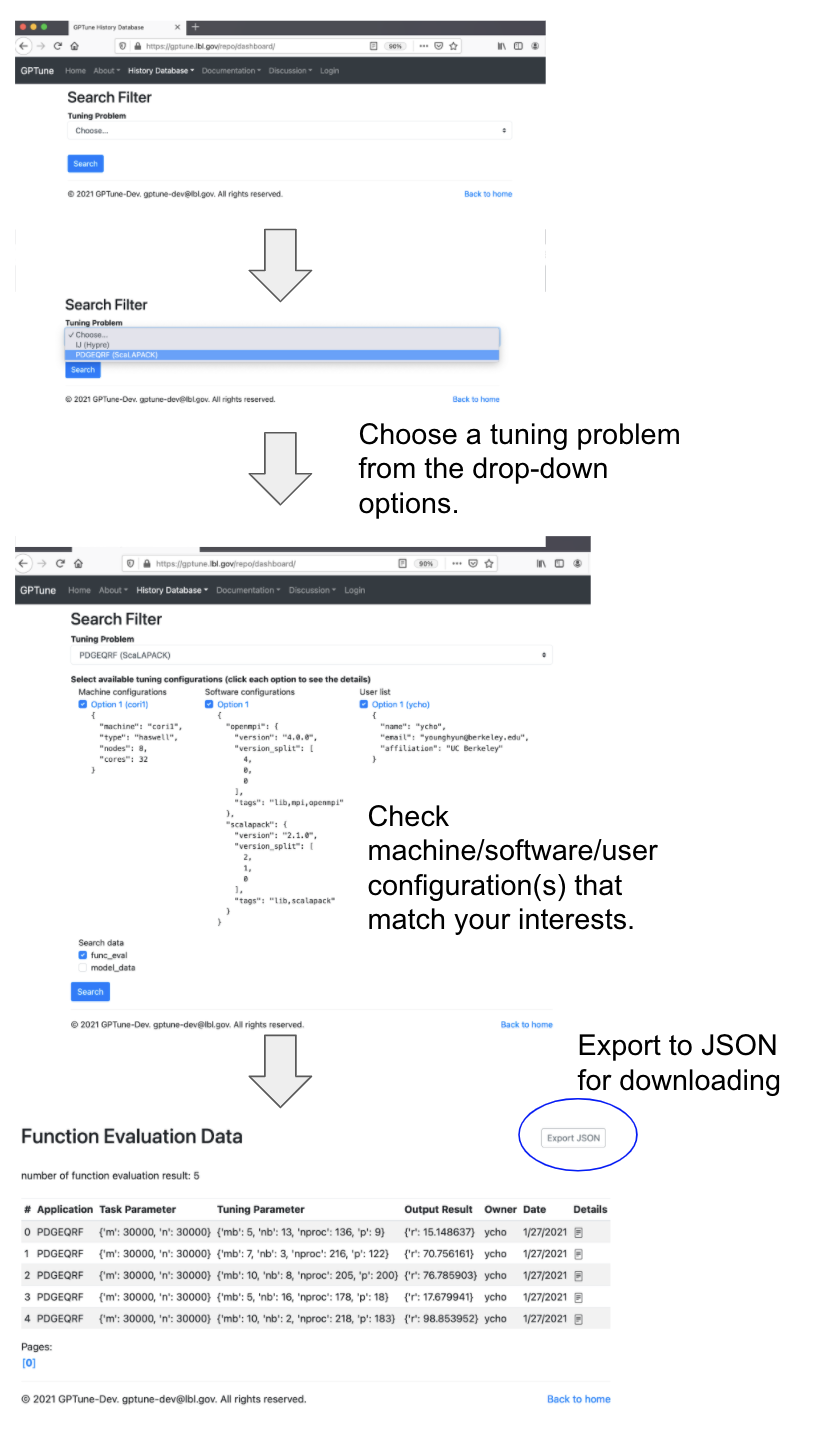 GPTune History Database
https://gptune.lbl.gov/repo/dashboard/
90%
GPTune Home About History Database Documentation Discussion Login
Search Filter
Tuning Problem
Choose...
Search
© 2021 GPTune-Dev. gptune-dev@lbl.gov. All rights reserved. Back to home
Search Filter
Tuning Problem
✓ Choose...
IJ (Hypre)
PDGEQRF (ScaLAPACK)
Search
© 2021 GPTune-Dev. gptune-dev@lbl.gov. All rights reserved. Back to home
Choose a tuning problem
from the drop-down
options.
https://gptune.lbl.gov/repo/dashboard/
90%
GPTune Home About History Database Documentation Discussion Login
Search Filter
Tuning Problem
PDGEQRF (ScaLAPACK)
Select available tuning configurations (click each option to see the details)
Machine configurations
Option 1 (cori1)
{
"machine": "cori1",
"type": "haswell",
"nodes": 8,
"cores": 32
}
Software configurations
Option 1
{
"openmpi": {
"version": "4.0.0",
"version_split": [
4,
0,
0
],
"tags": "lib,mpi,openmpi"
},
"scalapack": {
"version": "2.1.0",
"version_split": [
2,
1,
0
],
"tags": "lib,scalapack"
}
}
User list
Option 1 (ycho)
{
"name": "ycho",
"email": "younghyun@berkeley.edu",
"affiliation": "UC Berkeley"
}
Check
machine/software/user
configuration(s) that
match your interests.
Search data
func_eval
model_data
Search
© 2021 GPTune-Dev. gptune-dev@lbl.gov. All rights reserved. Back to home
Export to JSON
for downloading
Function Evaluation Data
Export JSON
number of function evaluation result: 5
# Application Task Parameter Tuning Parameter Output Result Owner Date Details
0 PDGEQRF {'m': 30000, 'n': 30000} {'mb': 5, 'nb': 13, 'nproc': 136, 'p': 9} {'r': 15.148637} ycho 1/27/2021
1 PDGEQRF {'m': 30000, 'n': 30000} {'mb': 7, 'nb': 3, 'nproc': 216, 'p': 122} {'r': 70.756161} ycho 1/27/2021
2 PDGEQRF {'m': 30000, 'n': 30000} {'mb': 10, 'nb': 8, 'nproc': 205, 'p': 200} {'r': 76.785903} ycho 1/27/2021
3 PDGEQRF {'m': 30000, 'n': 30000} {'mb': 5, 'nb': 16, 'nproc': 178, 'p': 18} {'r': 17.679941} ycho 1/27/2021
4 PDGEQRF {'m': 30000, 'n': 30000} {'mb': 10, 'nb': 2, 'nproc': 218, 'p': 183} {'r': 98.853952} ycho 1/27/2021
Pages:
[0]
© 2021 GPTune-Dev. gptune-dev@lbl.gov. All rights reserved. Back to home